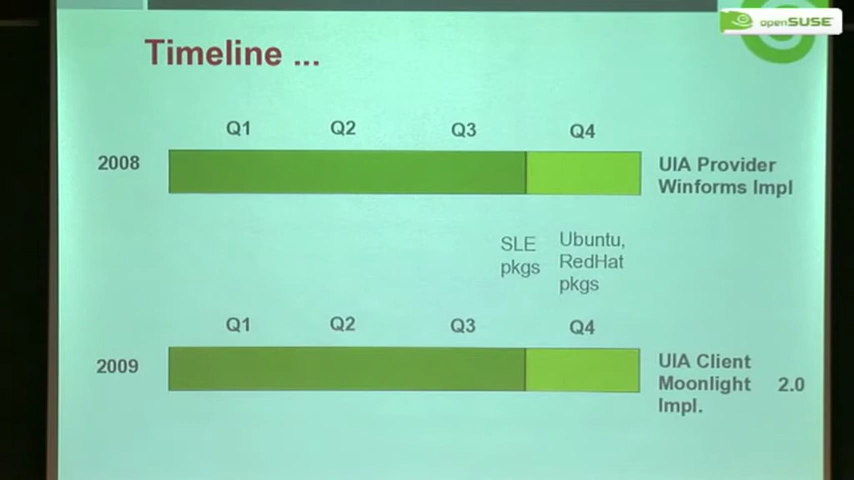 openSUSE
Timeline ...
Q1 Q2 Q3 Q4
2008
UIA Provider
Winforms Impl
SLE
pkgs
Ubuntu,
RedHat
pkgs
Q1 Q2 Q3 Q4
2009
UIA Client
Moonlight 2.0
Impl.